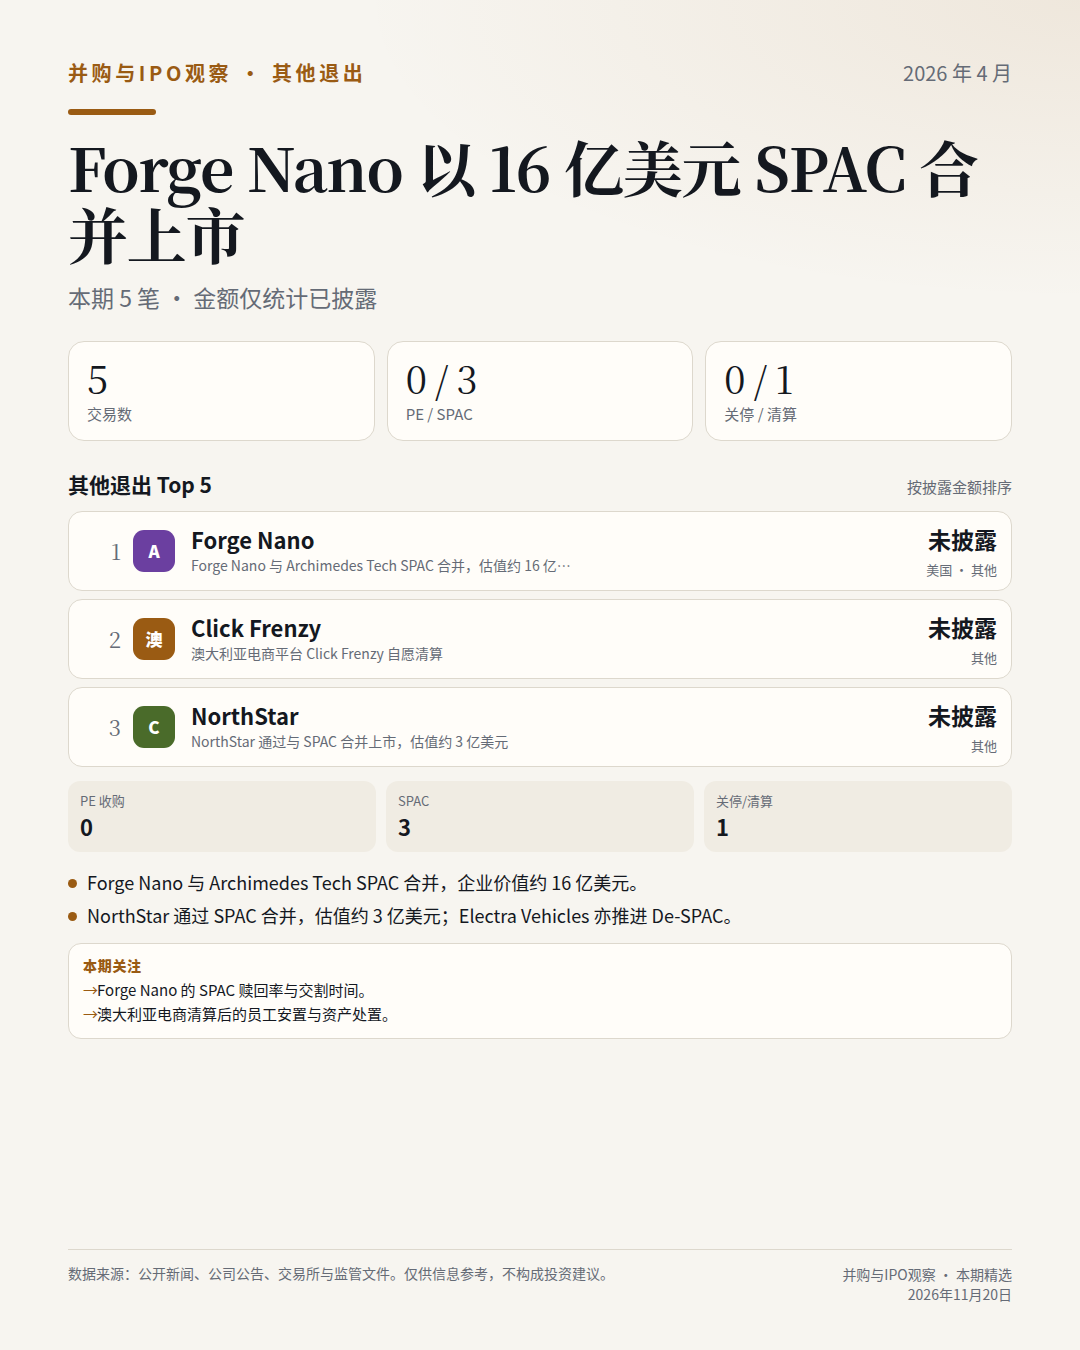 并购与IPO观察 · 其他退出
2026 年 4 月
Forge Nano 以 16 亿美元 SPAC 合
并上市
本期 5 笔 · 金额仅统计已披露
5
交易数
0 / 3
PE / SPAC
0 / 1
关停 / 清算
其他退出 Top 5
按披露金额排序
1
A
Forge Nano
Forge Nano 与 Archimedes Tech SPAC 合并，估值约 16 亿…
未披露
美国 · 其他
2
澳
Click Frenzy
澳大利亚电商平台 Click Frenzy 自愿清算
未披露
其他
3
C
NorthStar
NorthStar 通过与 SPAC 合并上市，估值约 3 亿美元
未披露
其他
PE 收购
0
SPAC
3
关停/清算
1
Forge Nano 与 Archimedes Tech SPAC 合并，企业价值约 16 亿美元。
NorthStar 通过 SPAC 合并，估值约 3 亿美元；Electra Vehicles 亦推进 De-SPAC。
本期关注
→Forge Nano 的 SPAC 赎回率与交割时间。
→澳大利亚电商清算后的员工安置与资产处置。
数据来源：公开新闻、公司公告、交易所与监管文件。仅供信息参考，不构成投资建议。
并购与IPO观察 · 本期精选
2026年11月20日